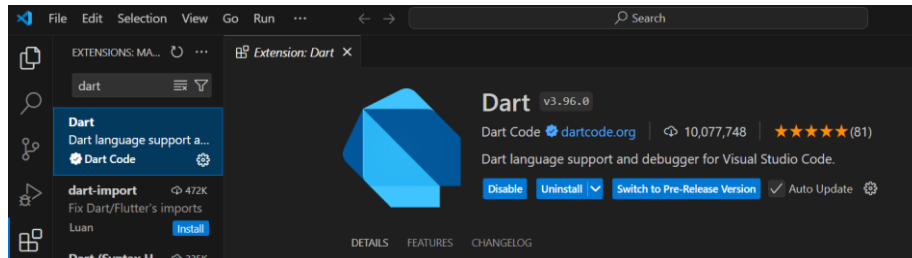 File Edit Selection View Go Run ··· Search
EXTENSIONS: MA... ···
Extension: Dart
dart
Dart
Dart language support a...
Dart Code
dart-import 472K
Fix Dart/Flutter's imports
Luan Install
Dart v3.96.0
Dart Code dartcode.org 10,077,748 (81)
Dart language support and debugger for Visual Studio Code.
Disable Uninstall Switch to Pre-Release Version Auto Update
DETAILS FEATURES CHANGELOG